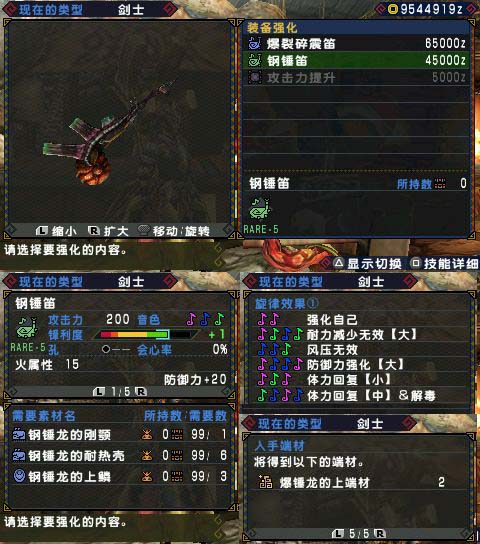 现在的类型 剑士
缩小 扩大 移动/旋转
请选择要强化的内容。
9544919z
装备强化
爆裂碎震笛 65000z
钢锤笛 45000z
攻击力提升 5000z
钢锤笛 所持数 0
RARE-5
显示切换 技能详细
现在的类型 剑士
钢锤笛
攻击力 200 音色
RARE-5
锋利度 +1
孔 ○—— 会心率 0%
火属性 15
防御力+20
L 1/5 R
需要素材名 所持数/需要数
钢锤龙的刚颚 0 99/ 1
钢锤龙的耐热壳 0 99/ 6
钢锤龙的上鳞 0 99/ 3
请选择要强化的内容。
现在的类型 剑士
旋律效果①
强化自己
耐力减少无效【大】
风压无效
防御力强化【大】
体力回复【小】
体力回复【中】&解毒
现在的类型 剑士
入手端材
将得到以下的端材。
爆锤龙的上端材 2
L 5/5 R